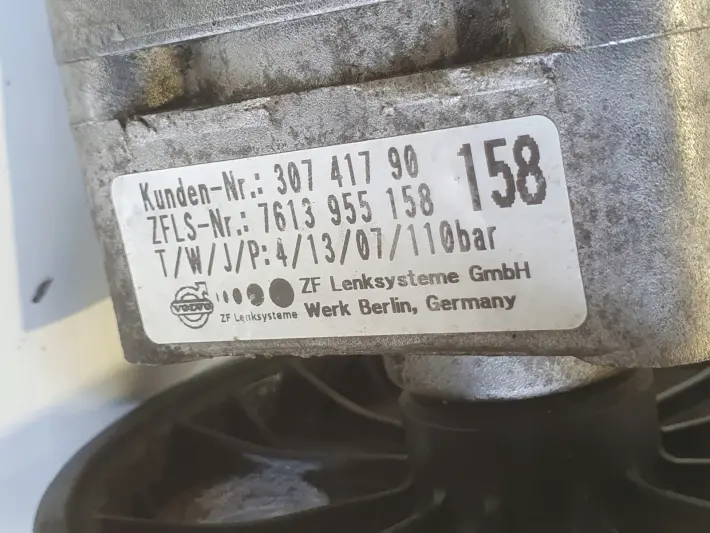 Kunden-Nr.: 307 417 90
158
ZFLS-Nr.: 7613 955 158
T/W/J/P: 4/13/07/110bar
VOLVO
ZF Lenksysteme
ZF Lenksysteme GmbH
Werk Berlin, Germany